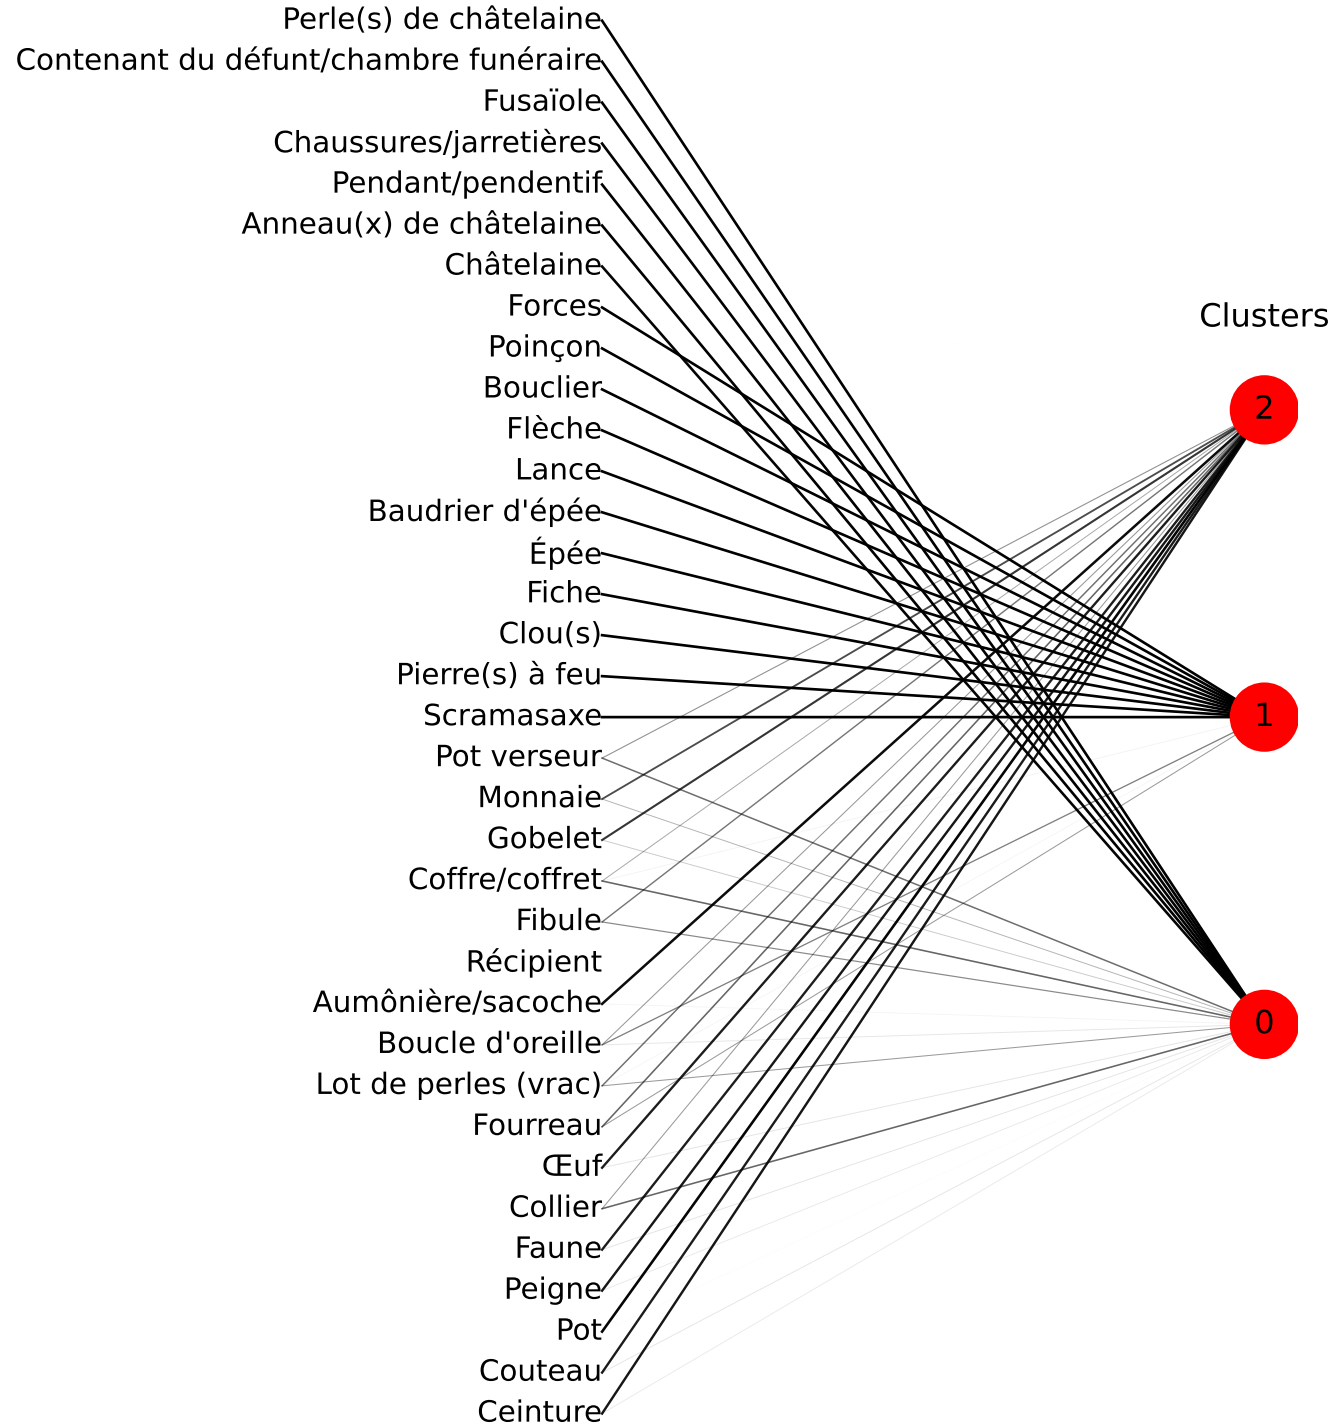 Perle(s) de châtelaine
Contenant du défunt/chambre funéraire
Fusaïole
Chaussures/jarretières
Pendant/pendentif
Anneau(x) de châtelaine
Châtelaine
Forces
Poinçon
Bouclier
Flèche
Lance
Baudrier d'épée
Épée
Fiche
Clou(s)
Pierre(s) à feu
Scramasaxe
Pot verseur
Monnaie
Gobelet
Coffre/coffret
Fibule
Récipient
Aumônière/sacoche
Boucle d'oreille
Lot de perles (vrac)
Fourreau
Œuf
Collier
Faune
Peigne
Pot
Couteau
Ceinture
Clusters
2
1
0